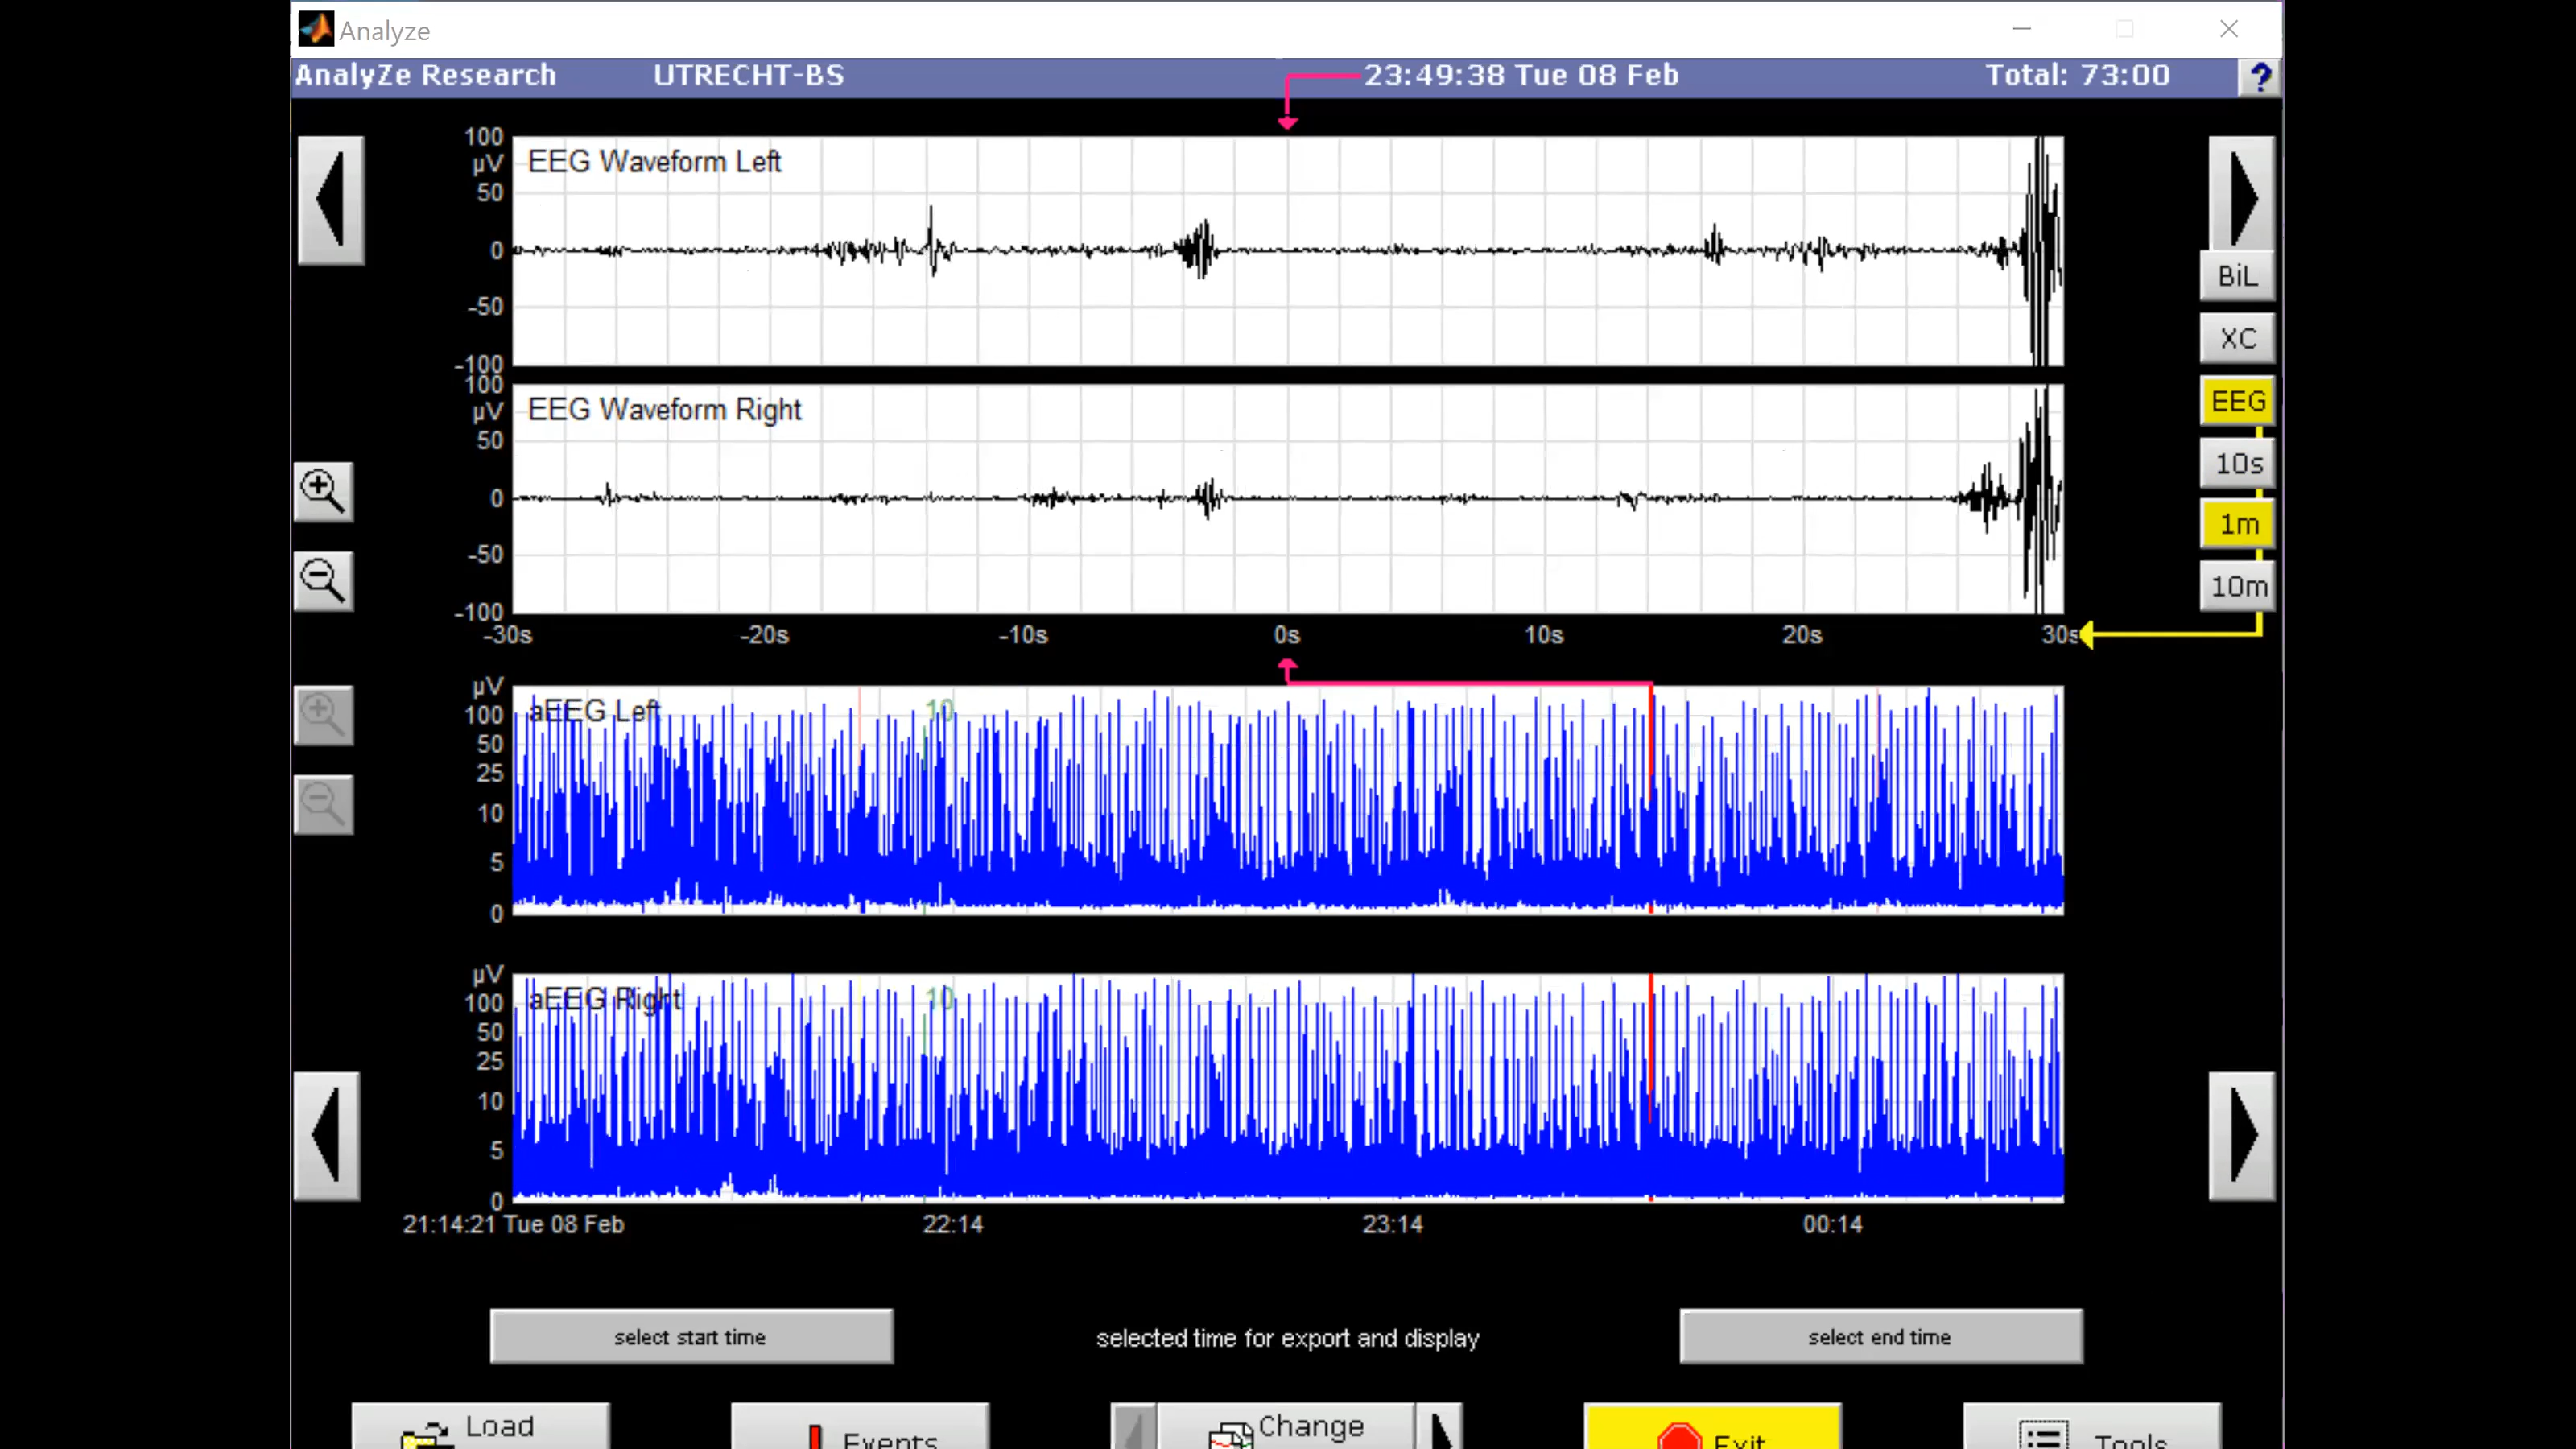 Analyze
AnalyZe Research UTRECHT-BS 23:49:38 Tue 08 Feb Total: 73:00 ?
100
µV
50
0
-50
-100
EEG Waveform Left
BiL
XC
EEG
10s
1m
10m
100
µV
50
0
-50
-100
EEG Waveform Right
-30s -20s -10s 0s 10s 20s 30s
µV
100
50
25
10
5
0
aEEG Left 10
µV
100
50
25
10
5
0
aEEG Right 10
21:14:21 Tue 08 Feb 22:14 23:14 00:14
select start time selected time for export and display select end time
Load Events Change Exit Tools